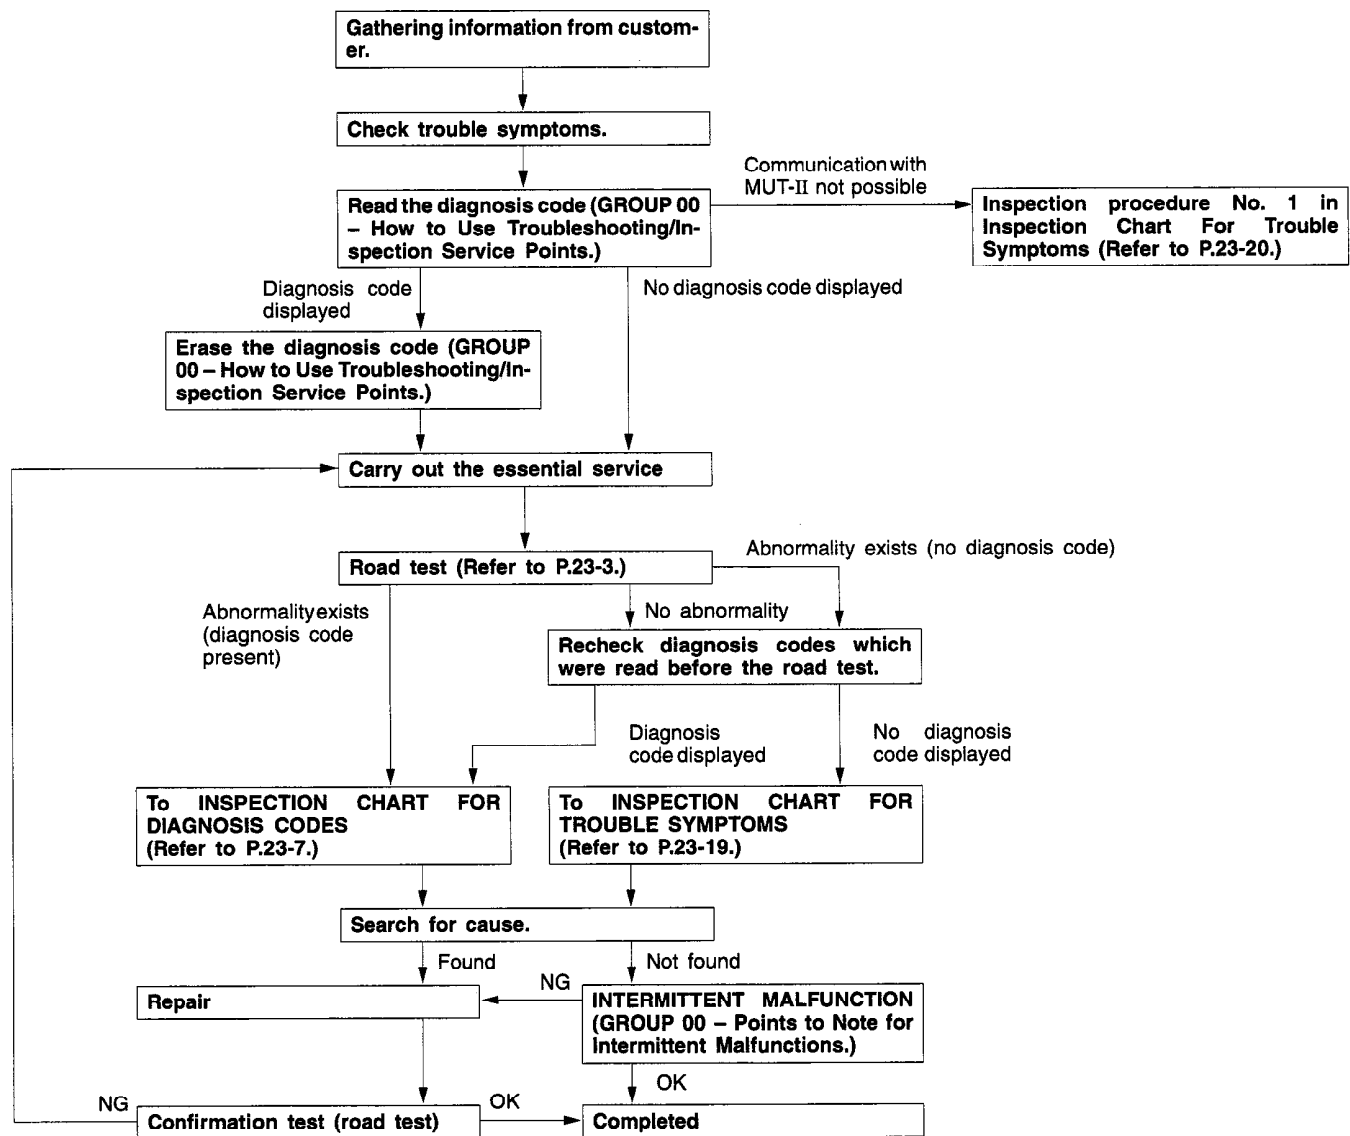 Gathering information from custom-
er.
Check trouble symptoms.
Communication with
MUT-II not possible
Read the diagnosis code (GROUP 00
– How to Use Troubleshooting/In-
spection Service Points.)
Inspection procedure No. 1 in
Inspection Chart For Trouble
Symptoms (Refer to P.23-20.)
Diagnosis code
displayed
No diagnosis code displayed
Erase the diagnosis code (GROUP
00 – How to Use Troubleshooting/In-
spection Service Points.)
Carry out the essential service
Road test (Refer to P.23-3.)
Abnormality exists (no diagnosis code)
Abnormality exists
(diagnosis code
present)
No abnormality
Recheck diagnosis codes which
were read before the road test.
Diagnosis
code displayed
No diagnosis
code displayed
To INSPECTION CHART FOR
DIAGNOSIS CODES
(Refer to P.23-7.)
To INSPECTION CHART FOR
TROUBLE SYMPTOMS
(Refer to P.23-19.)
Search for cause.
Found
Not found
Repair
NG
INTERMITTENT MALFUNCTION
(GROUP 00 – Points to Note for
Intermittent Malfunctions.)
OK
NG
Confirmation test (road test)
OK
Completed